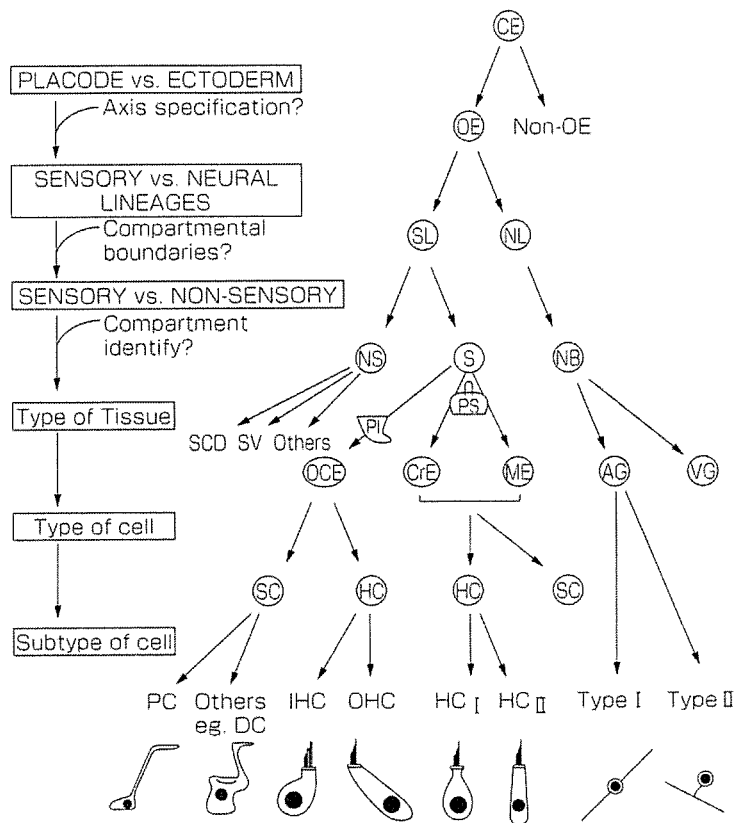 CE
PLACODE vs. ECTODERM
Axis specification?
OE Non-OE
SENSORY vs. NEURAL
LINEAGES
Compartmental
boundaries?
SL NL
SENSORY vs. NON-SENSORY
Compartment
identify?
NS S NB
PI PS
Type of Tissue
SCD SV Others
OCE CrE ME AG VG
Type of cell
SC HC HC SC
Subtype of cell
PC Others IHC OHC HC I HC II Type I Type II
eg. DC